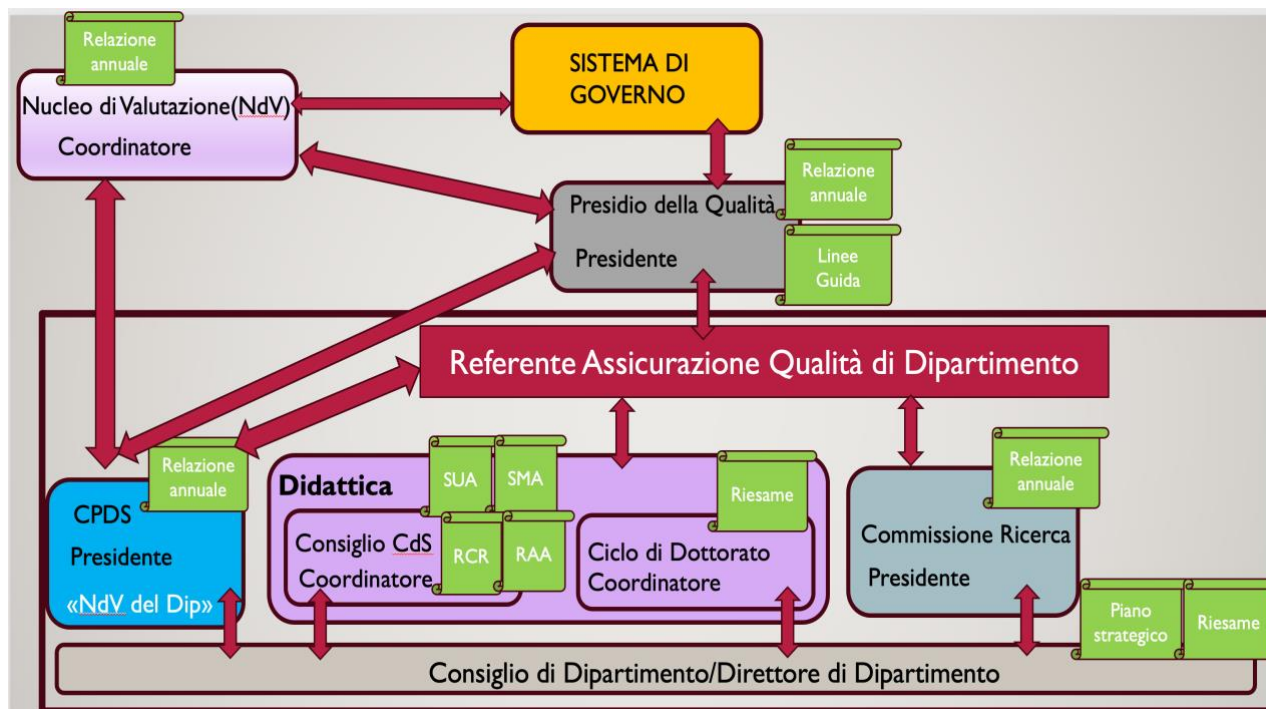 Relazione
annuale
Nucleo di Valutazione(NdV)
Coordinatore
SISTEMA DI
GOVERNO
Presidio della Qualità
Presidente
Relazione
annuale
Linee
Guida
Referente Assicurazione Qualità di Dipartimento
Relazione
annuale
CPDS
Presidente
«NdV del Dip»
Didattica
SUA
SMA
Consiglio CdS
Coordinatore
RCR
RAA
Riesame
Ciclo di Dottorato
Coordinatore
Relazione
annuale
Commissione Ricerca
Presidente
Piano
strategico
Riesame
Consiglio di Dipartimento/Direttore di Dipartimento